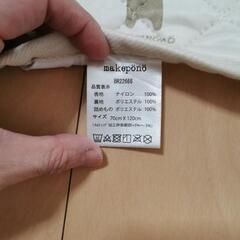 makepono
BR22666
品質表示
表地 ナイロン 100%
裏地 ポリエステル 100%
詰めもの ポリエステル 100%
サイズ 70cm X 120cm